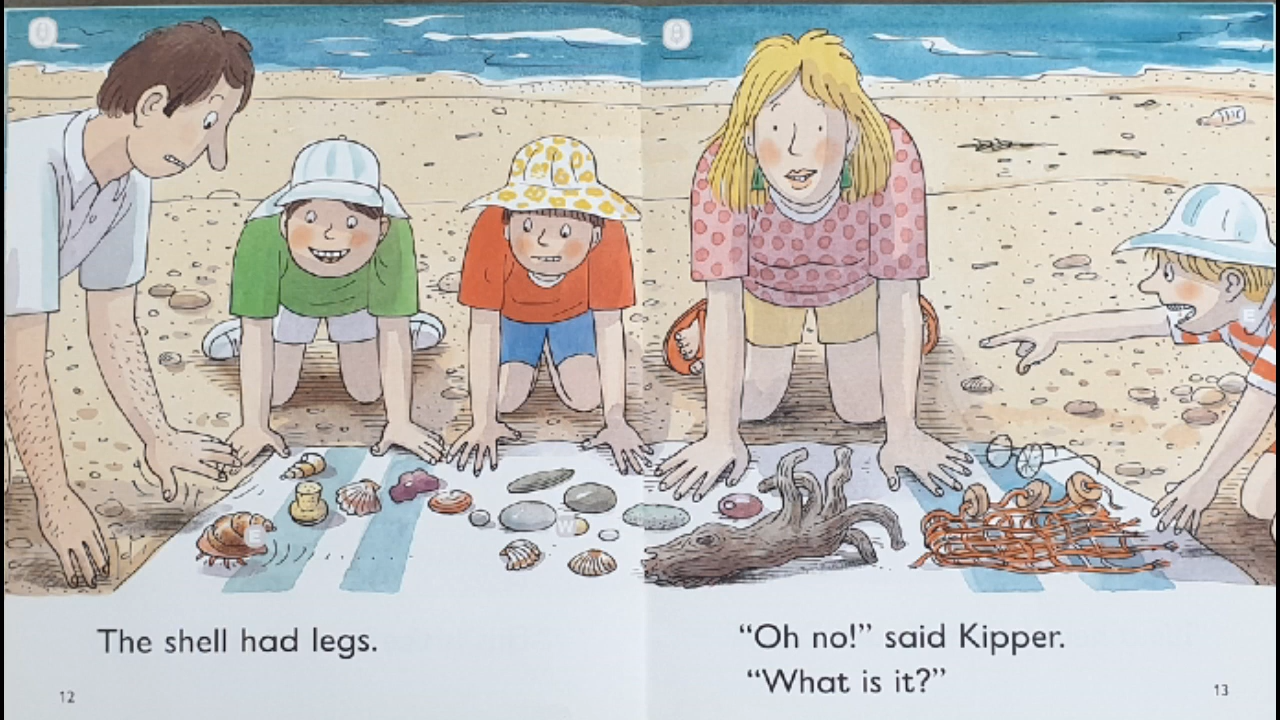 The shell had legs.
12
“Oh no!” said Kipper.
“What is it?”
13